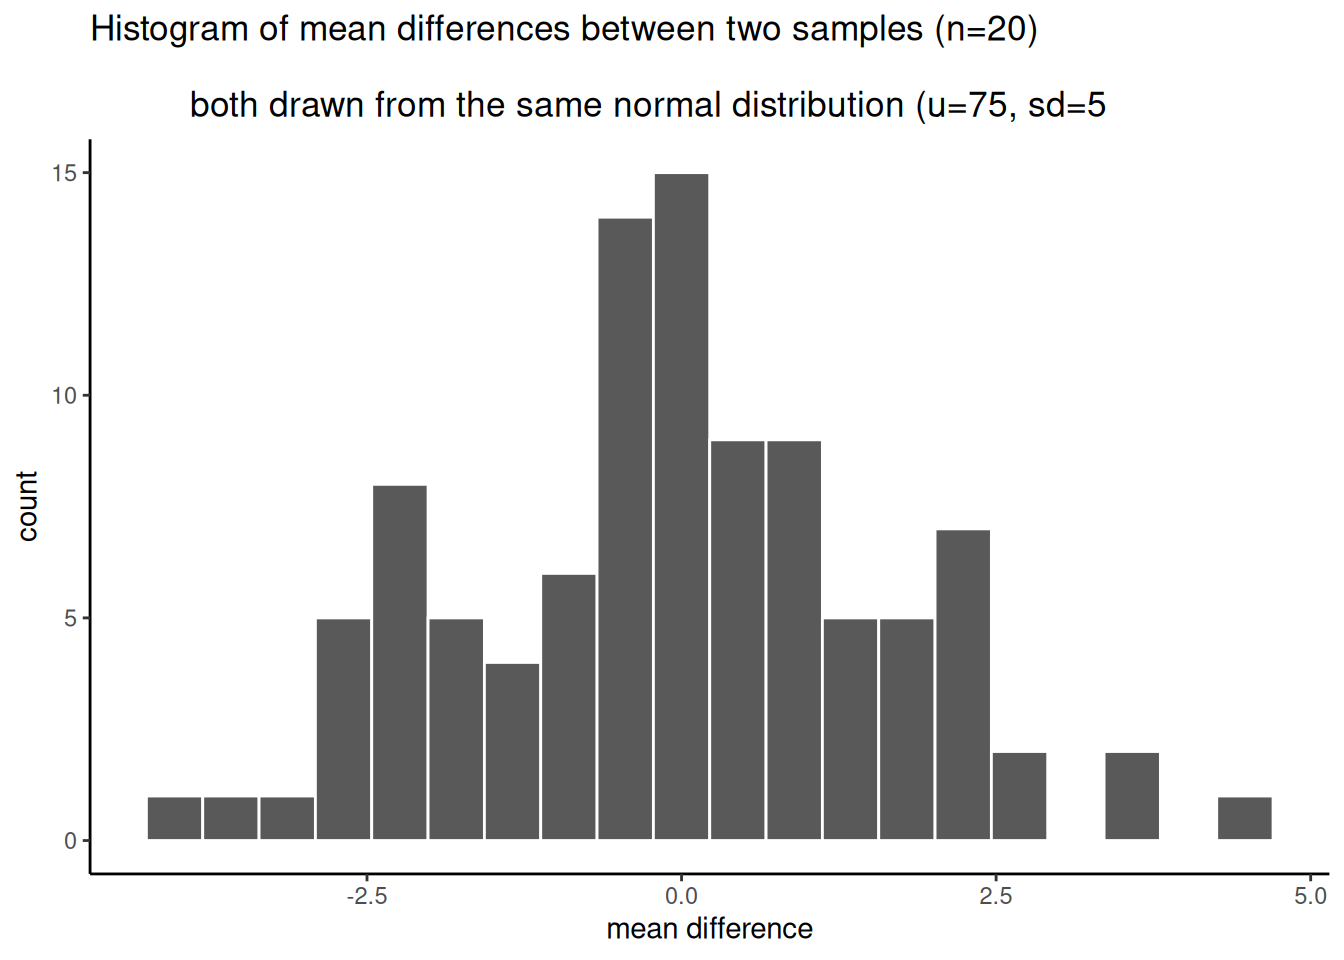 Histogram of mean differences between two samples (n=20)
both drawn from the same normal distribution (u=75, sd=5
15
10
5
0
count
-2.5
0.0
2.5
5.0
mean difference